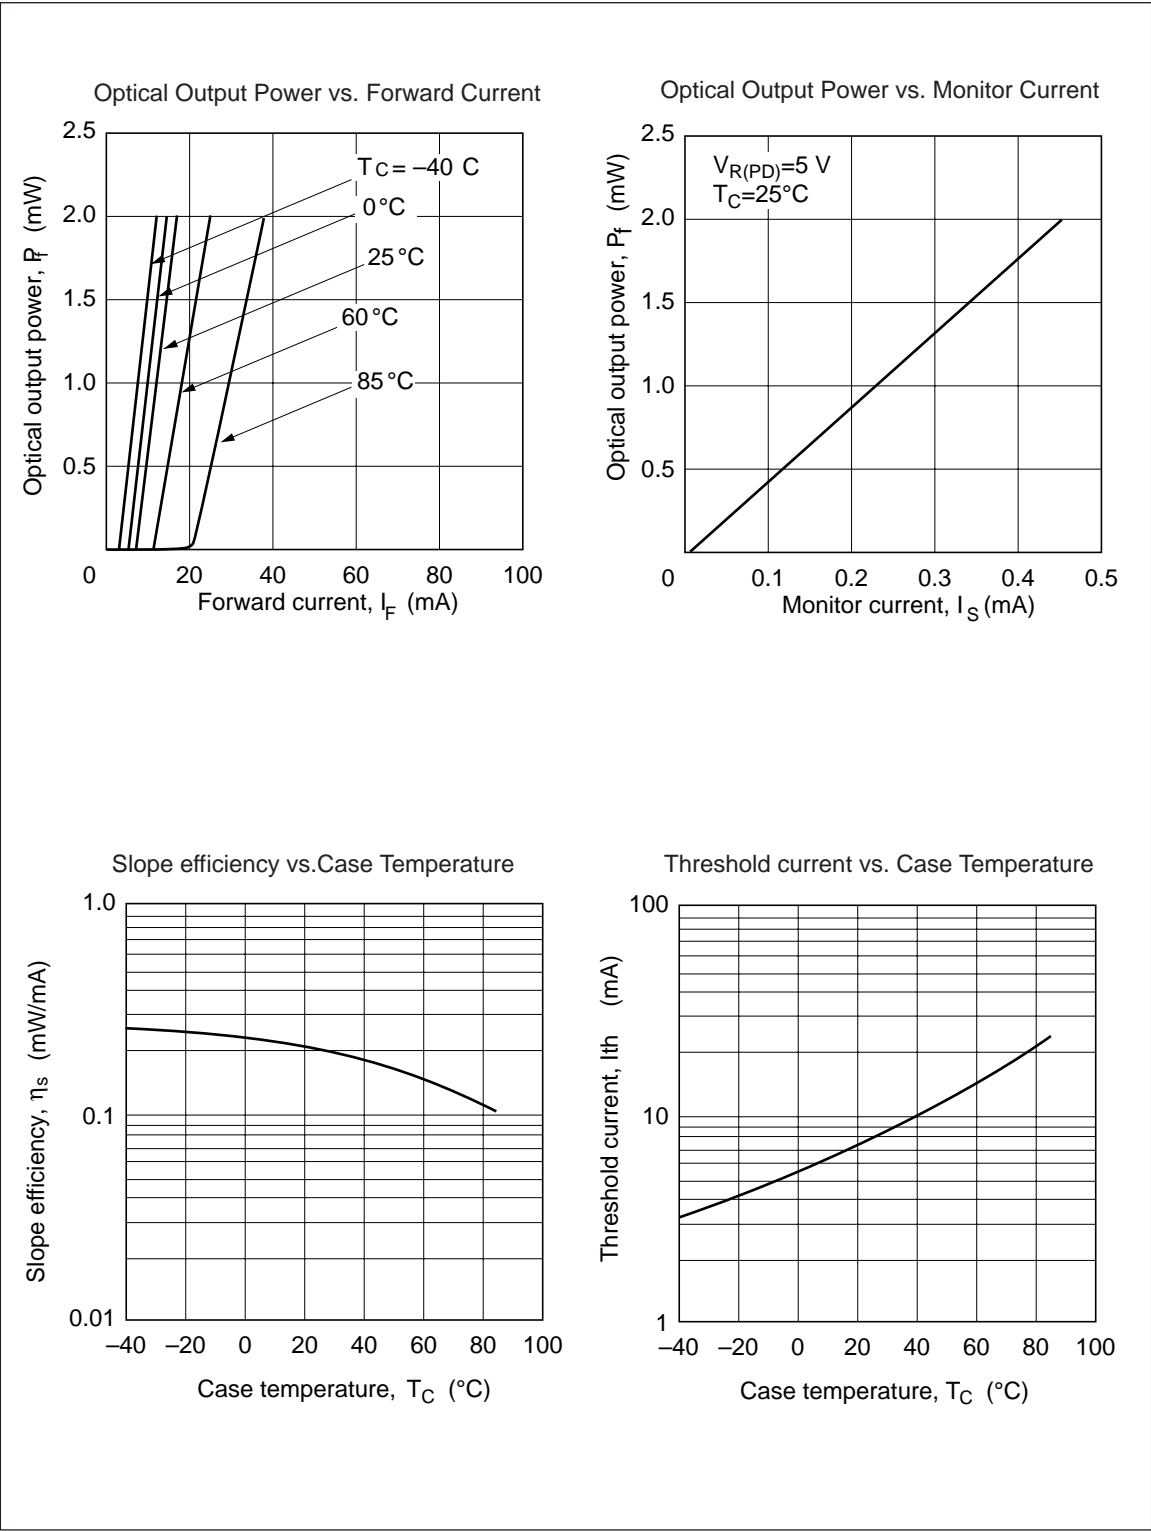 Optical Output Power vs. Forward Current
2.5
2.0
1.5
1.0
0.5
0
20
40
60
80
100
Optical output power, Pf (mW)
Forward current, IF (mA)
TC = –40 C
0°C
25°C
60°C
85°C
Optical Output Power vs. Monitor Current
2.5
2.0
1.5
1.0
0.5
0
0.1
0.2
0.3
0.4
0.5
Optical output power, Pf (mW)
Monitor current, IS (mA)
VR(PD)=5 V
TC=25°C
Slope efficiency vs.Case Temperature
1.0
0.1
0.01
–40
–20
0
20
40
60
80
100
Slope efficiency, ηs (mW/mA)
Case temperature, TC (°C)
Threshold current vs. Case Temperature
100
10
1
–40
–20
0
20
40
60
80
100
Threshold current, Ith (mA)
Case temperature, TC (°C)